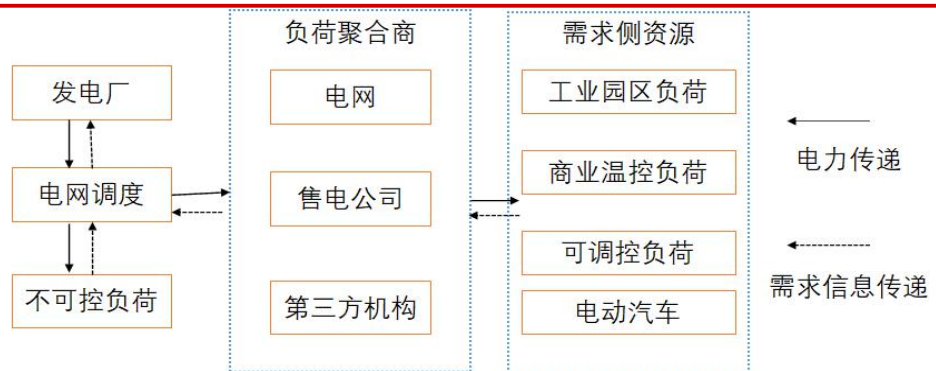 负荷聚合商
需求侧资源
发电厂
电网
工业园区负荷
电网调度
售电公司
商业温控负荷
电力传递
可调控负荷
不可控负荷
第三方机构
电动汽车
需求信息传递